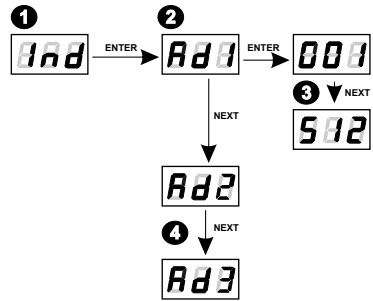 1 2
Ind ENTER Ad1 ENTER 001
3 NEXT
NEXT 512
Ad2
4 NEXT
Ad3